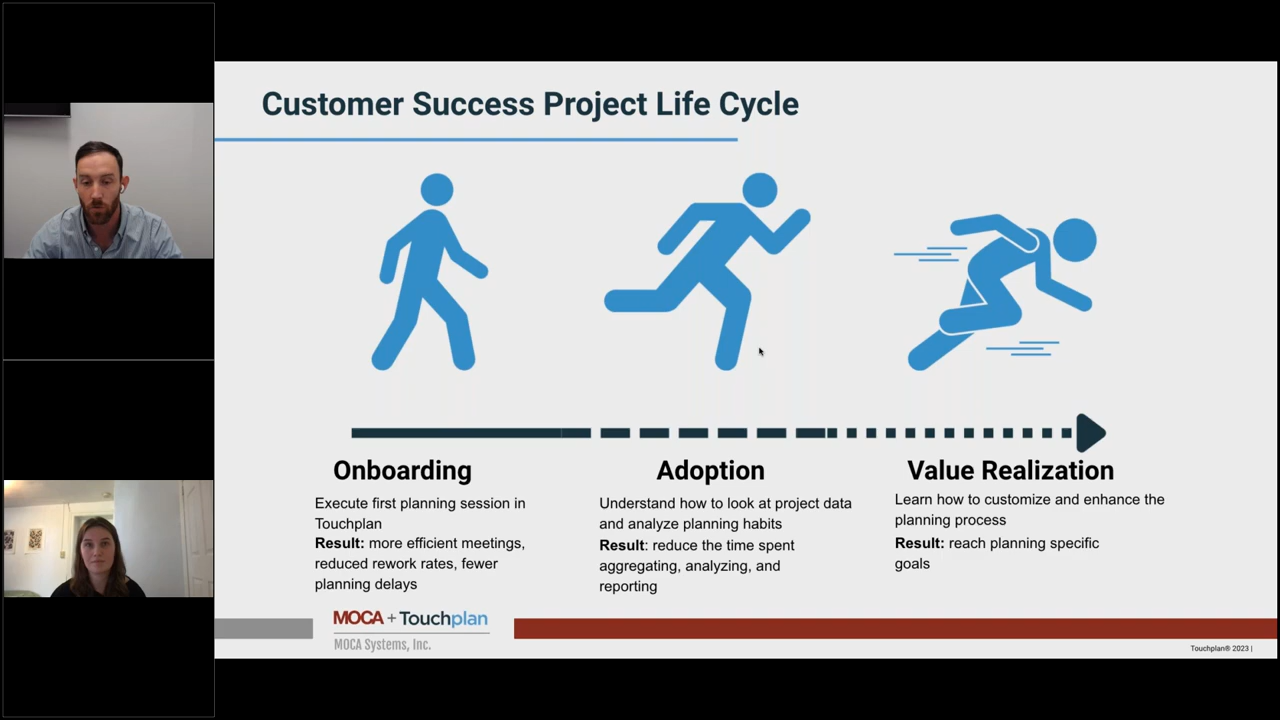 Customer Success Project Life Cycle
Onboarding
Execute first planning session in
Touchplan
Result: more efficient meetings,
reduced rework rates, fewer
planning delays
Adoption
Understand how to look at project data
and analyze planning habits
Result: reduce the time spent
aggregating, analyzing, and
reporting
Value Realization
Learn how to customize and enhance the
planning process
Result: reach planning specific
goals
MOCA + Touchplan
MOCA Systems, Inc.
Touchplan® 2023 |